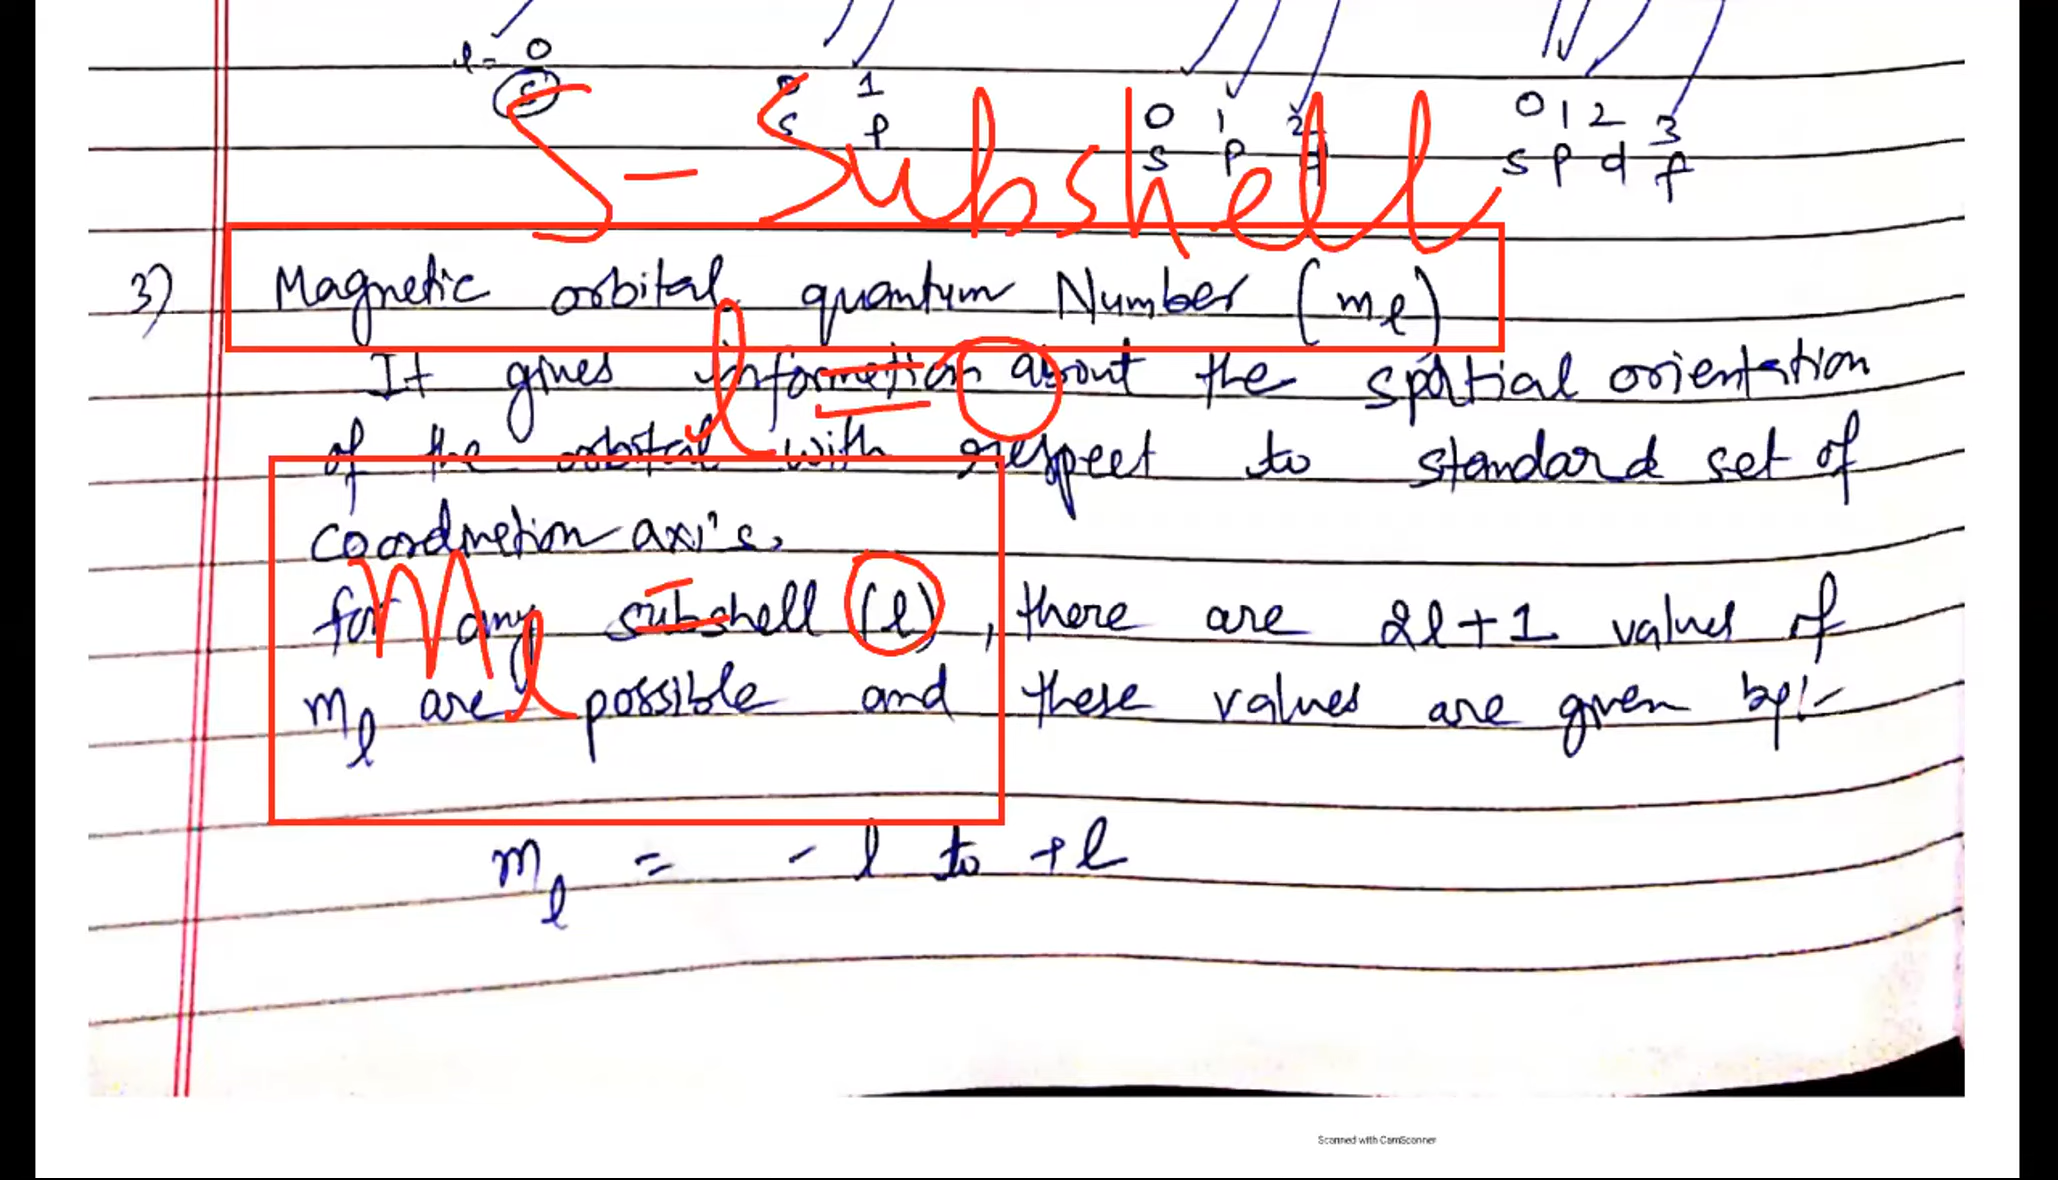 l = 0
S
s 1
s p
0 1 2
s p d
0 1 2 3
s p d f
S - Subshell
3) Magnetic orbital quantum Number (ml)
It gives information about the spatial orientation
of the orbital with respect to standard set of
coordination axis.
l = 0
for any subshell (l), there are 2l+1 values of
ml are possible and these values are given by:-
ml =
ml = - l to +l
Scanned with CamScanner